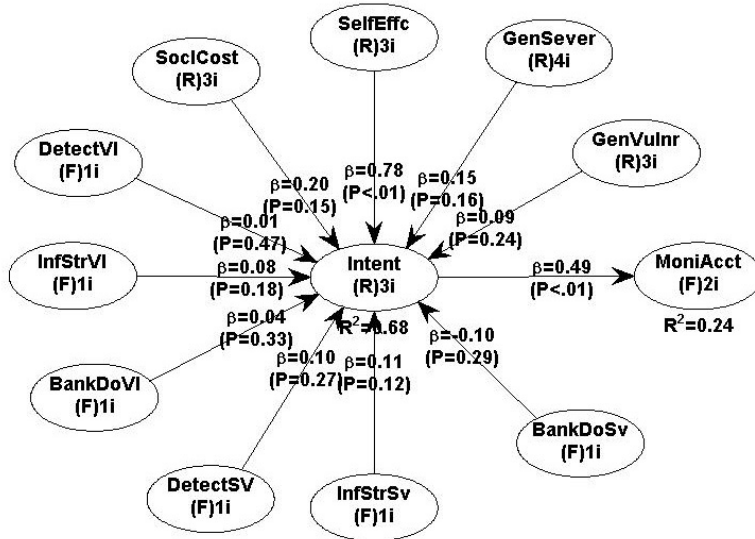 SelfEffc
(R)3i
SoclCost
(R)3i
GenSever
(R)4i
DetectVl
(F)1i
GenVulnr
(R)3i
β=0.78
(P<.01)
β=0.20
(P=0.15)
β=0.15
(P=0.16)
β=0.01
(P=0.47)
β=0.09
(P=0.24)
InfStrVl
(F)1i
β=0.08
(P=0.18)
Intent
(R)3i
β=0.49
(P<.01)
MoniAcct
(F)2i
R²=0.68
R²=0.24
β=0.04
(P=0.33)
β=0.10
(P=0.27)
β=0.11
(P=0.12)
β=-0.10
(P=0.29)
BankDoVl
(F)1i
BankDoSv
(F)1i
DetectSV
(F)1i
InfStrSv
(F)1i